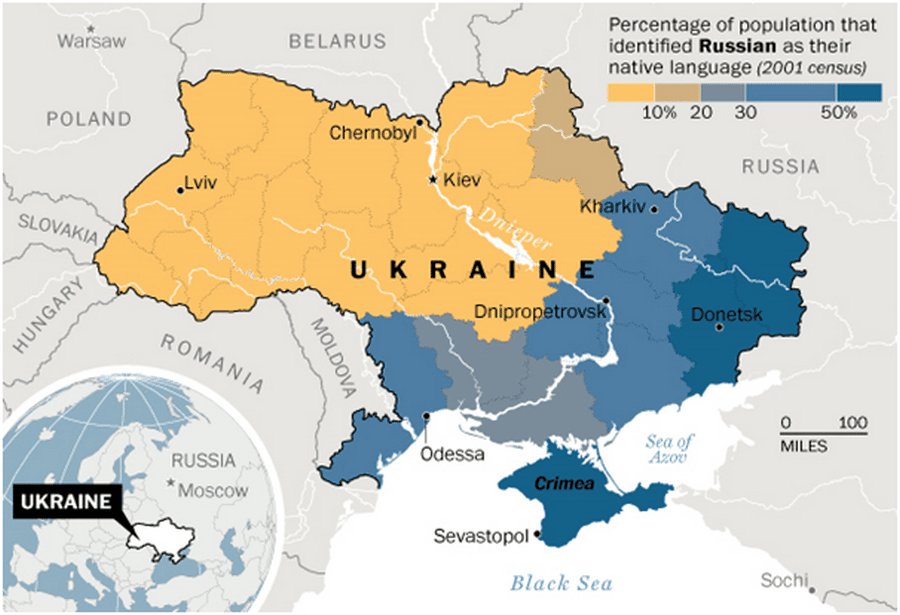 Percentage of population that
identified Russian as their
native language (2001 census)
10% 20 30 50%
Warsaw
BELARUS
POLAND
Chernobyl
RUSSIA
Lviv
Kiev
Kharkiv
Dnieper
SLOVAKIA
UKRAINE
HUNGARY
Dnipropetrovsk
Donetsk
ROMANIA
MOLDOVA
0 100
MILES
Sea of
Azov
Odessa
RUSSIA
Moscow
UKRAINE
Crimea
Sevastopol
Black Sea
Sochi